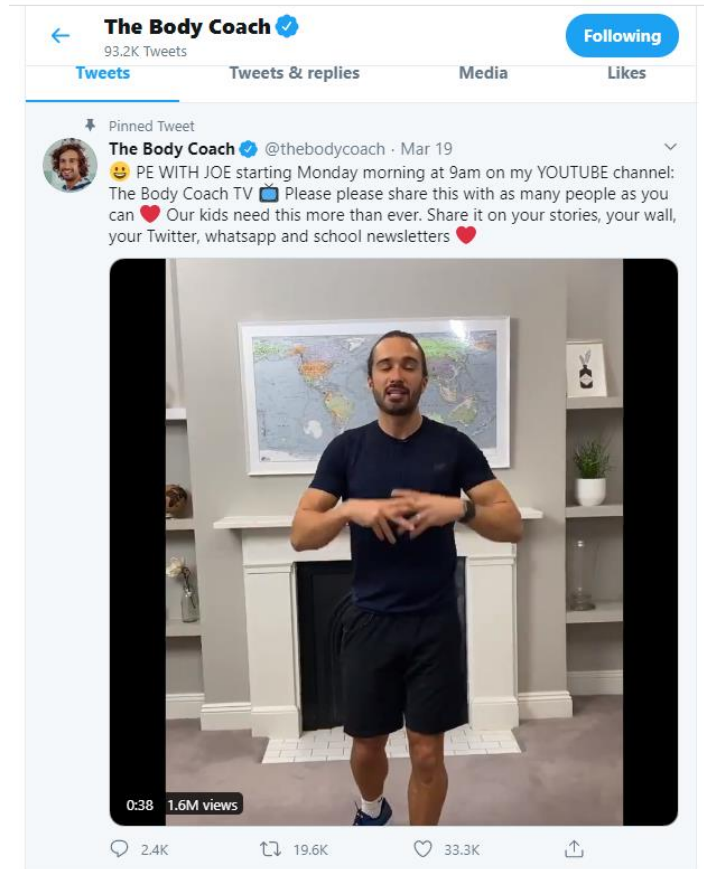 The Body Coach
93.2K Tweets
Following
Tweets Tweets & replies Media Likes
Pinned Tweet
The Body Coach @thebodycoach · Mar 19
😀 PE WITH JOE starting Monday morning at 9am on my YOUTUBE channel:
The Body Coach TV 📺 Please please share this with as many people as you
can ❤️ Our kids need this more than ever. Share it on your stories, your wall,
your Twitter, whatsapp and school newsletters ❤️
0:38 1.6M views
2.4K 19.6K 33.3K